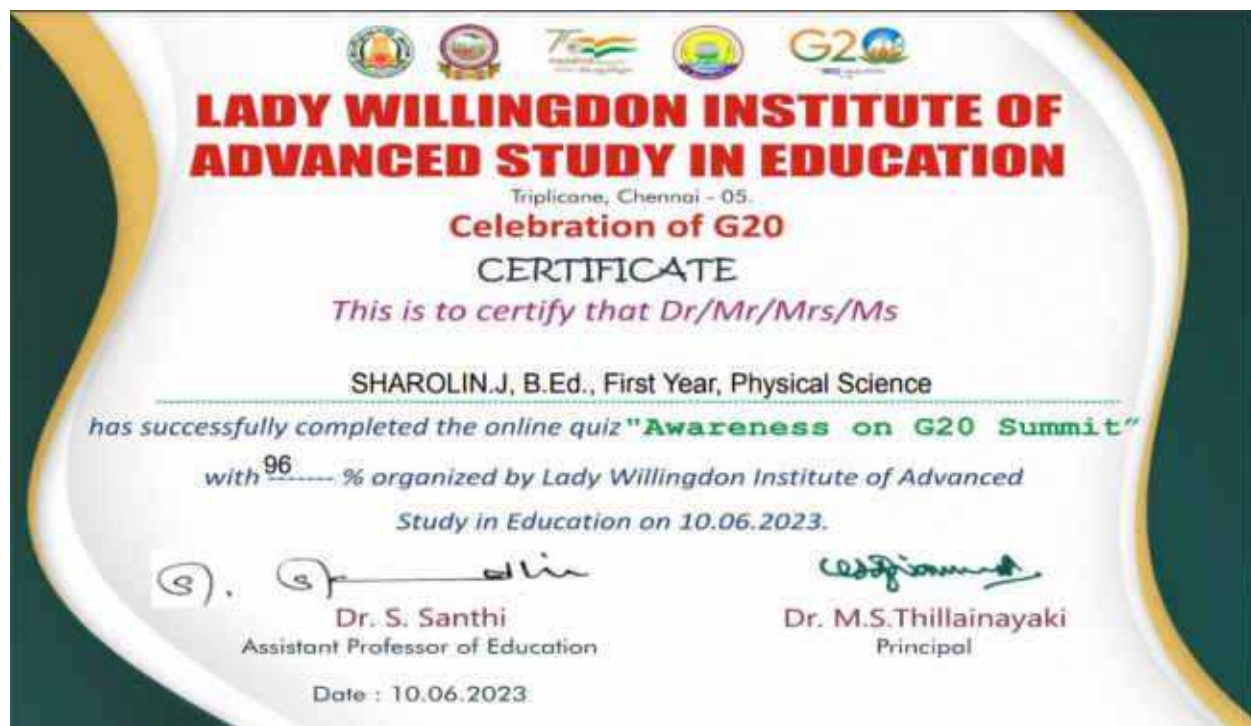 G20
LADY WILLINGDON INSTITUTE OF
ADVANCED STUDY IN EDUCATION
Triplicane, Chennai - 05.
Celebration of G20
CERTIFICATE
This is to certify that Dr/Mr/Mrs/Ms
SHAROLIN.J, B.Ed., First Year, Physical Science
has successfully completed the online quiz "Awareness on G20 Summit"
with 96 % organized by Lady Willingdon Institute of Advanced
Study in Education on 10.06.2023.
Dr. S. Santhi Dr. M.S.Thillainayaki
Assistant Professor of Education Principal
Date : 10.06.2023